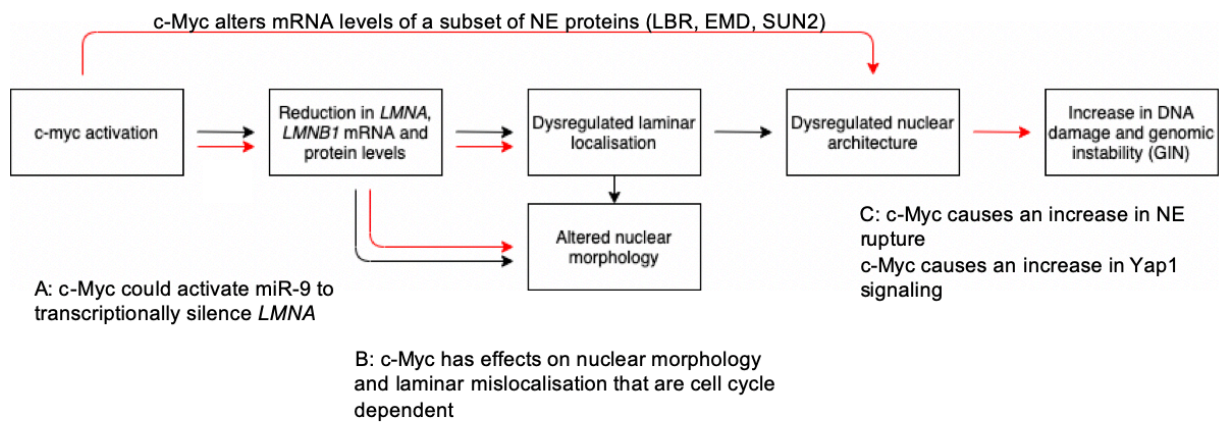 c-Myc alters mRNA levels of a subset of NE proteins (LBR, EMD, SUN2)
c-myc activation
Reduction in LMNA,
LMNB1 mRNA and
protein levels
Dysregulated laminar
localisation
Dysregulated nuclear
architecture
Increase in DNA
damage and genomic
instability (GIN)
Altered nuclear
morphology
A: c-Myc could activate miR-9 to
transcriptionally silence LMNA
B: c-Myc has effects on nuclear morphology
and laminar mislocalisation that are cell cycle
dependent
C: c-Myc causes an increase in NE
rupture
c-Myc causes an increase in Yap1
signaling